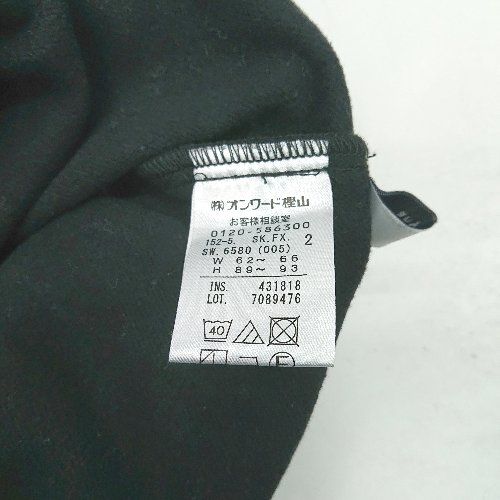 ㈱オンワード樫山
お客様相談室
0120-586300
152-5. SK.FX. 2
SW.6580 (005)
W 62～ 66
H 89～ 93
INS. 431818
LOT. 7089476
40